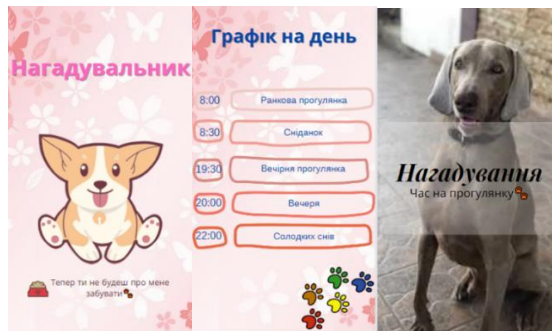 Нагадувальник
Тепер ти не будеш про мене
забувати
Графік на день
8:00 Ранкова прогулянка
8:30 Сніданок
19:30 Вечірня прогулянка
20:00 Вечеря
22:00 Солодких снів
Нагадування
Час на прогулянку